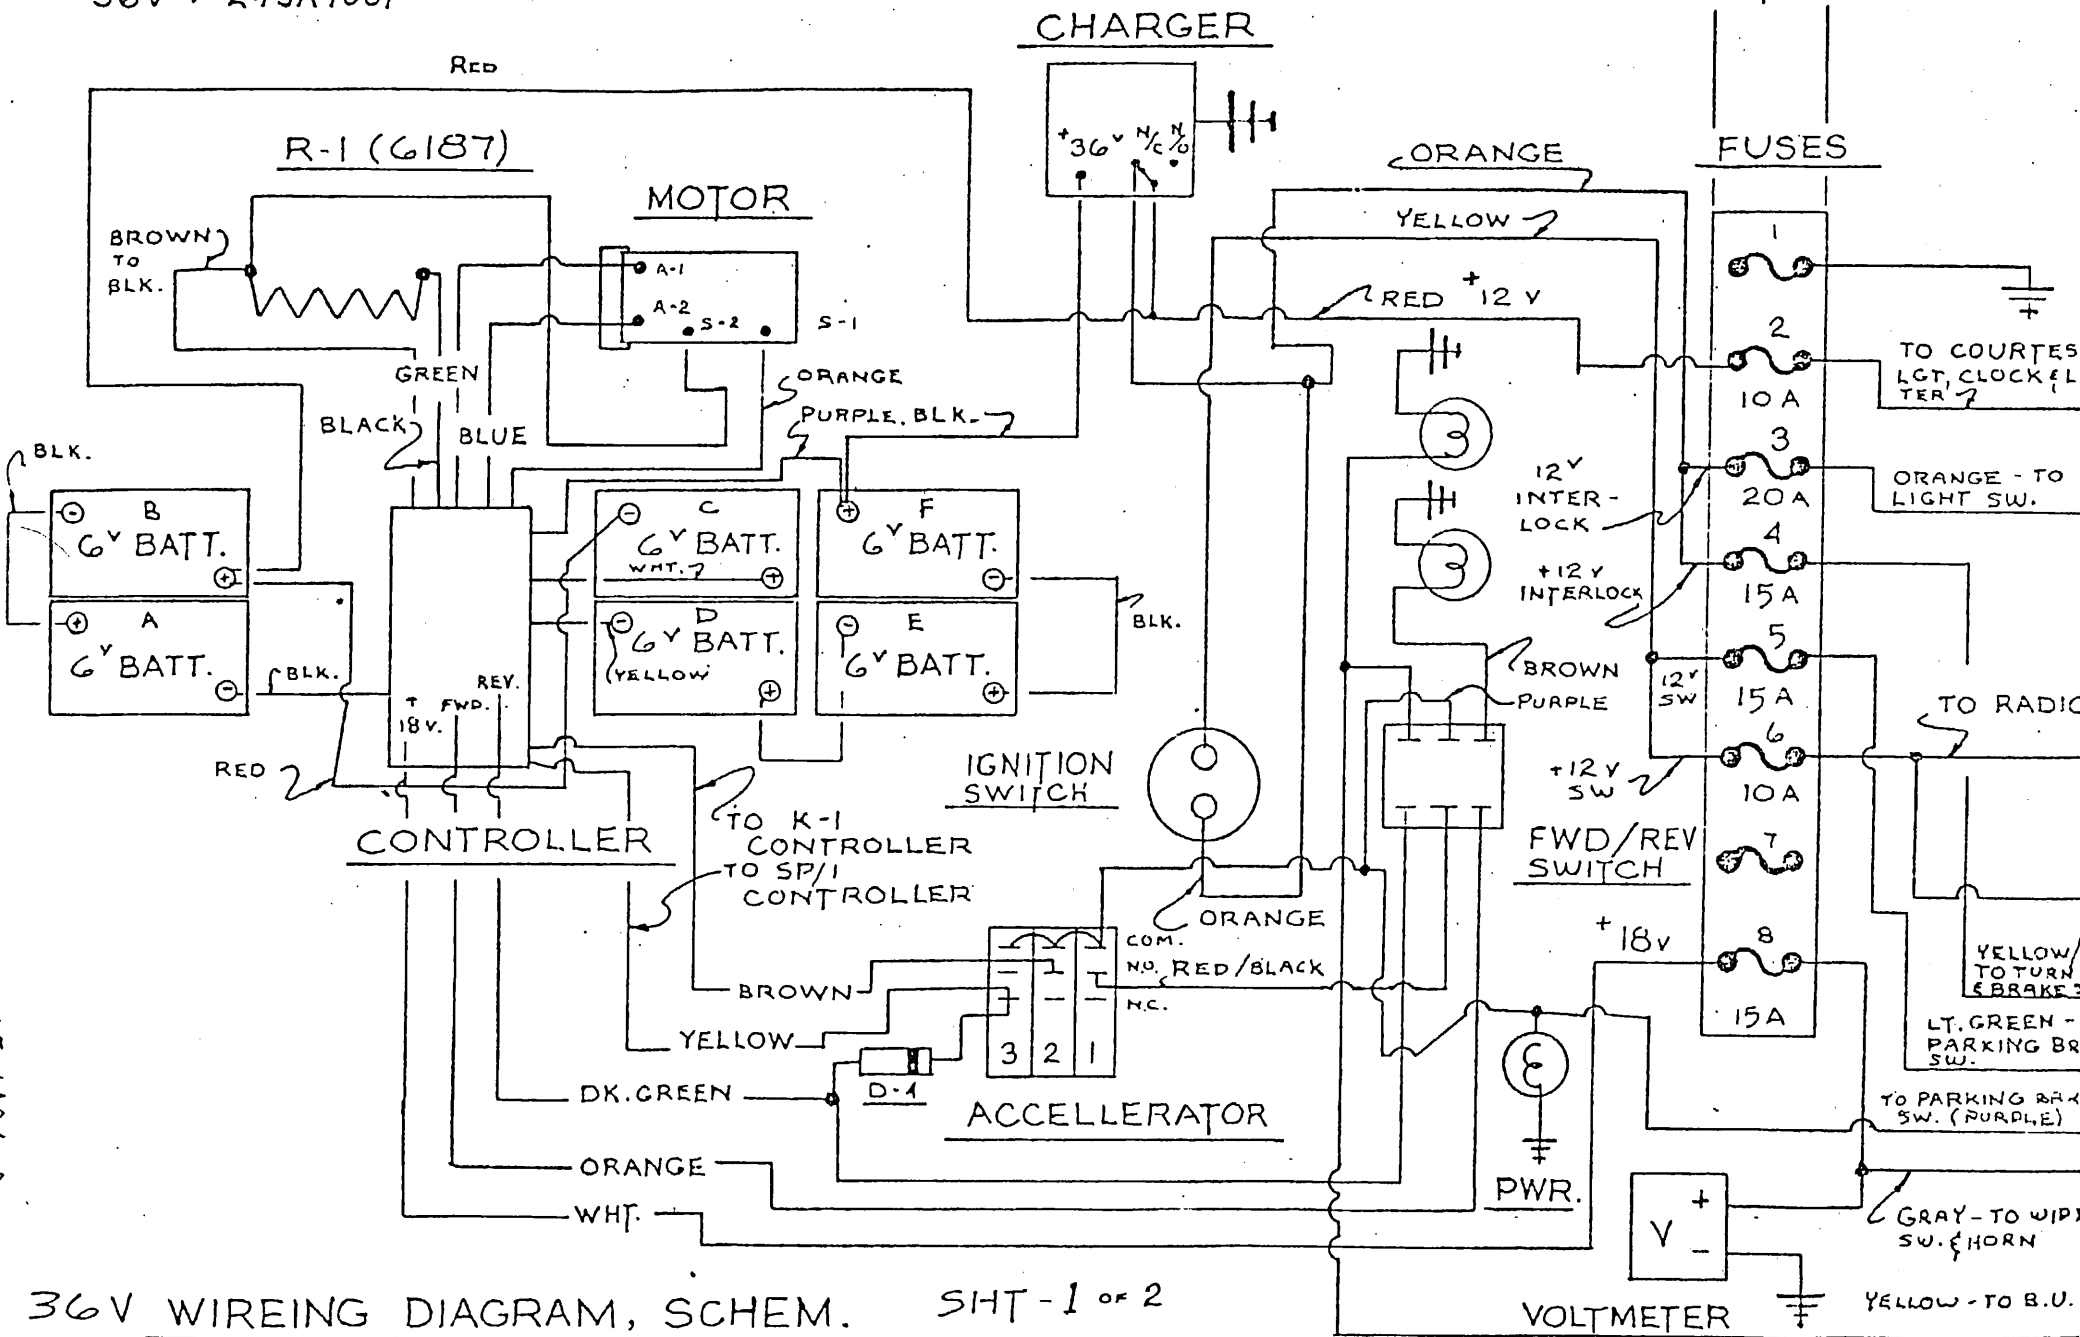 CHARGER
RED
+36V N/C N/O
R-1 (6187)
MOTOR
ORANGE
FUSES
YELLOW
BROWN
TO
BLK.
A-1
A-2
S-2
S-1
RED +12 V
1
2
10 A
TO COURTES
LGT, CLOCK & L
TER
GREEN
ORANGE
PURPLE. BLK.
BLACK
BLUE
BLK.
3
20 A
12V
INTER-
LOCK
ORANGE - TO
LIGHT SW.
B
6V BATT.
C
6V BATT.
WHT.
F
6V BATT.
4
15 A
+12 V
INTERLOCK
A
6V BATT.
BLK.
D
6V BATT.
YELLOW
E
6V BATT.
BLK.
5
15 A
12V
SW
BROWN
PURPLE
REV.
FWD.
+
18 V.
6
10 A
+12 V
SW
TO RADIO
RED
IGNITION
SWITCH
CONTROLLER
TO K-1
CONTROLLER
TO SP/1
CONTROLLER
FWD/REV
SWITCH
7
ORANGE
+18V
8
15 A
COM.
N.O. RED/BLACK
N.C.
BROWN
YELLOW
3 2 1
YELLOW/
TO TURN
& BRAKE
LT. GREEN -
PARKING BR
SW.
DK. GREEN
D-1
ACCELLERATOR
TO PARKING BRK
SW. (PURPLE)
ORANGE
WHT.
PWR.
V + -
GRAY - TO WIP
SW. & HORN
36V WIREING DIAGRAM, SCHEM. SHT - 1 OF 2
VOLTMETER
YELLOW - TO B.U.